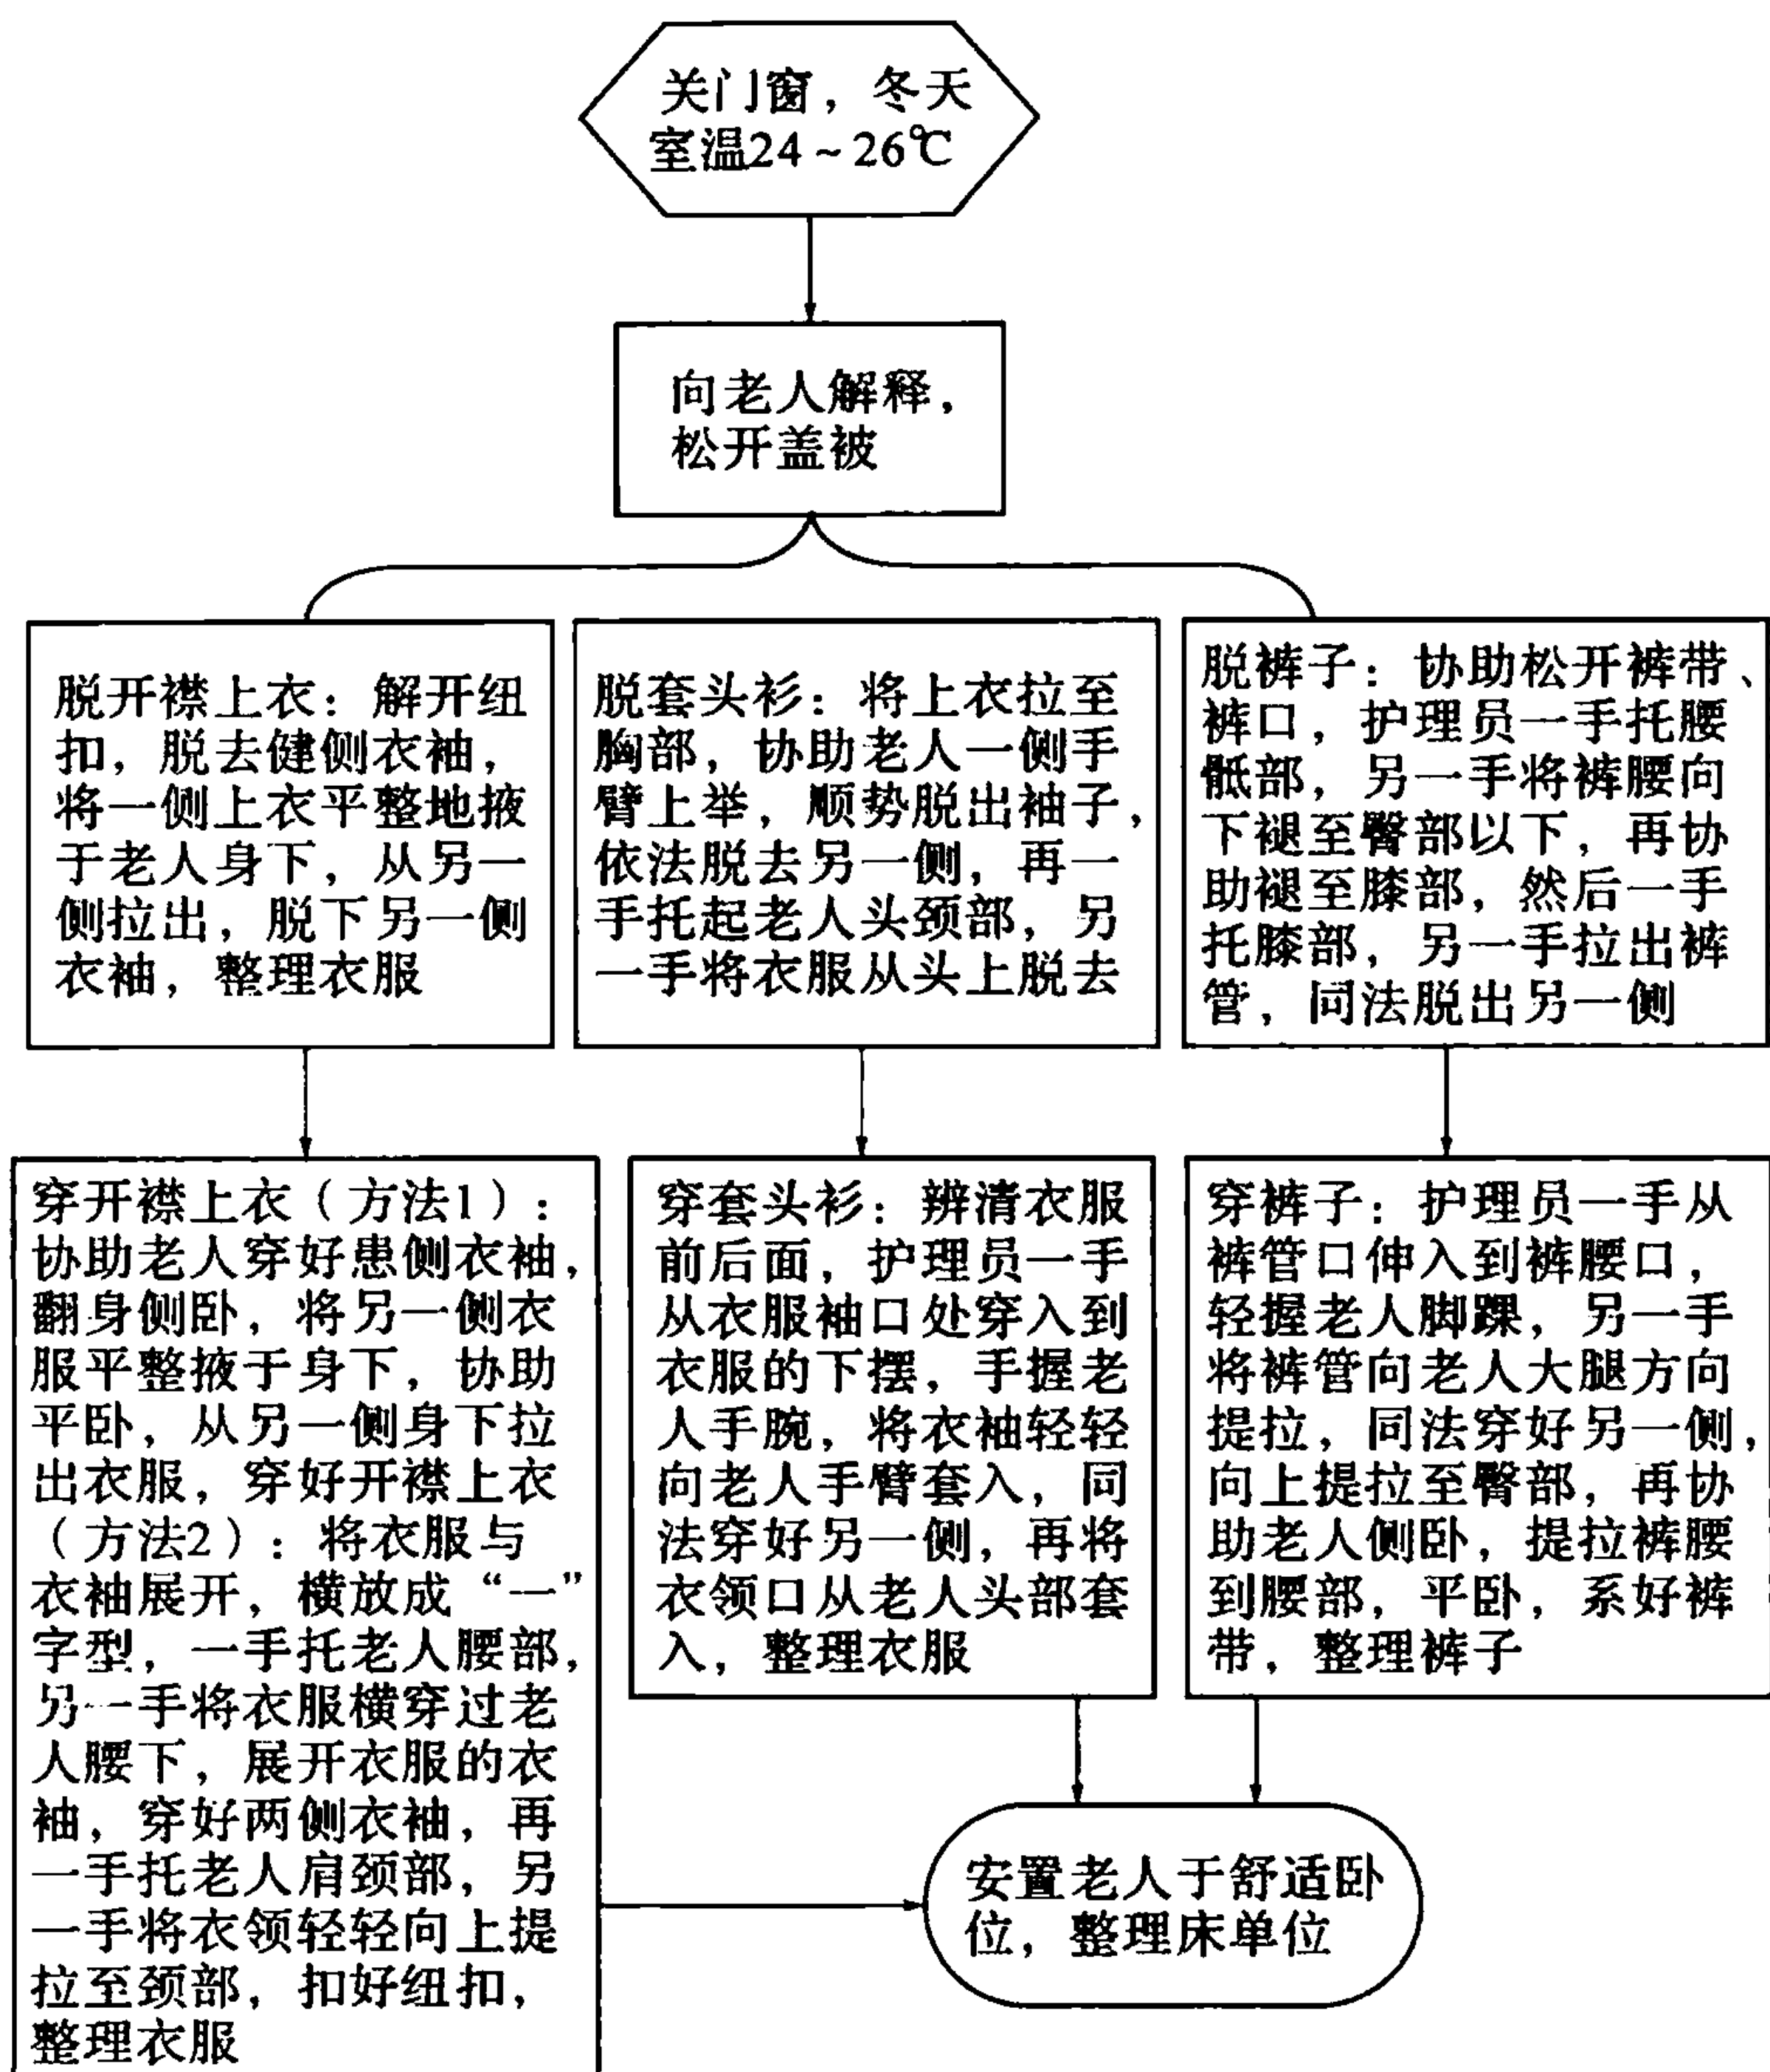 关门窗，冬天
室温24～26℃
向老人解释，
松开盖被
脱开襟上衣：解开纽
扣，脱去健侧衣袖，
将一侧上衣平整地掖
于老人身下，从另一
侧拉出，脱下另一侧
衣袖，整理衣服
脱套头衫：将上衣拉至
胸部，协助老人一侧手
臂上举，顺势脱出袖子，
依法脱去另一侧，再一
手托起老人头颈部，另
一手将衣服从头上脱去
脱裤子：协助松开裤带、
裤口，护理员一手托腰
骶部，另一手将裤腰向
下褪至臀部以下，再协
助褪至膝部，然后一手
托膝部，另一手拉出裤
管，同法脱出另一侧
穿开襟上衣（方法1）：
协助老人穿好患侧衣袖，
翻身侧卧，将另一侧衣
服平整掖于身下，协助
平卧，从另一侧身下拉
出衣服，穿好开襟上衣
（方法2）：将衣服与
衣袖展开，横放成“一”
字型，一手托老人腰部，
另一手将衣服横穿过老
人腰下，展开衣服的衣
袖，穿好两侧衣袖，再
一手托老人肩颈部，另
一手将衣领轻轻向上提
拉至颈部，扣好纽扣，
整理衣服
穿套头衫：辨清衣服
前后面，护理员一手
从衣服袖口处穿入到
衣服的下摆，手握老
人手腕，将衣袖轻轻
向老人手臂套入，同
法穿好另一侧，再将
衣领口从老人头部套
入，整理衣服
穿裤子：护理员一手从
裤管口伸入到裤腰口，
轻握老人脚踝，另一手
将裤管向老人大腿方向
提拉，同法穿好另一侧，
向上提拉至臀部，再协
助老人侧卧，提拉裤腰
到腰部，平卧，系好裤
带，整理裤子
安置老人于舒适卧
位，整理床单位